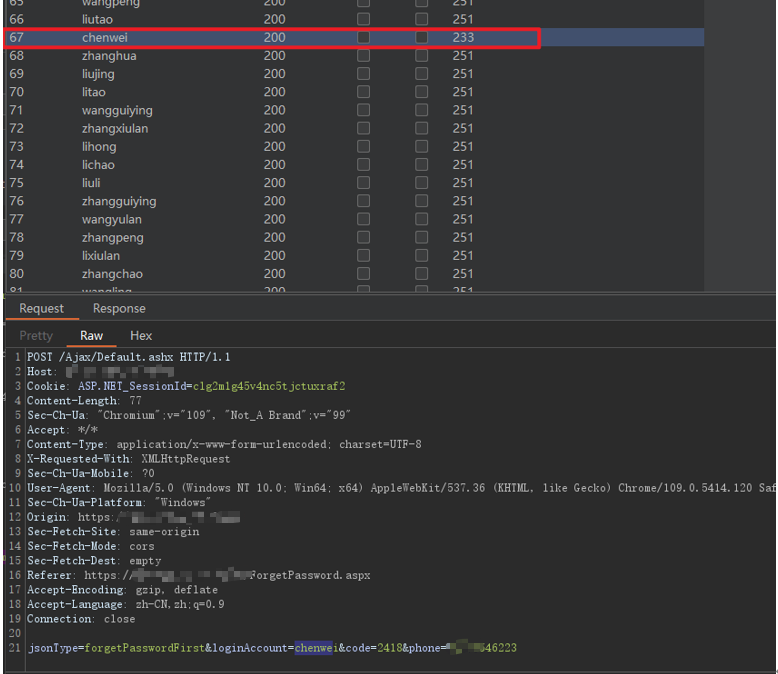 65 wangpeng 200 251
66 liutao 200 251
67 chenwei 200 233
68 zhanghua 200 251
69 liujing 200 251
70 litao 200 251
71 wangguiying 200 251
72 zhangxiulan 200 251
73 lihong 200 251
74 lichao 200 251
75 liuli 200 251
76 zhangguiying 200 251
77 wangyulan 200 251
78 zhangpeng 200 251
79 lixiulan 200 251
80 zhangchao 200 251
81 wangling 200 251
Request Response
Pretty Raw Hex
1 POST /Ajax/Default.ashx HTTP/1.1
2 Host:
3 Cookie: ASP.NET_SessionId=clg2mlg45v4nc5tjctuxraf2
4 Content-Length: 77
5 Sec-Ch-Ua: "Chromium";v="109", "Not_A Brand";v="99"
6 Accept: */*
7 Content-Type: application/x-www-form-urlencoded; charset=UTF-8
8 X-Requested-With: XMLHttpRequest
9 Sec-Ch-Ua-Mobile: ?0
10 User-Agent: Mozilla/5.0 (Windows NT 10.0; Win64; x64) AppleWebKit/537.36 (KHTML, like Gecko) Chrome/109.0.5414.120 Saf
11 Sec-Ch-Ua-Platform: "Windows"
12 Origin: https:/
13 Sec-Fetch-Site: same-origin
14 Sec-Fetch-Mode: cors
15 Sec-Fetch-Dest: empty
16 Referer: https:/ ForgetPassword.aspx
17 Accept-Encoding: gzip, deflate
18 Accept-Language: zh-CN,zh;q=0.9
19 Connection: close
20
21 jsonType=forgetPasswordFirst&loginAccount=chenwei&code=2418&phone= 646223